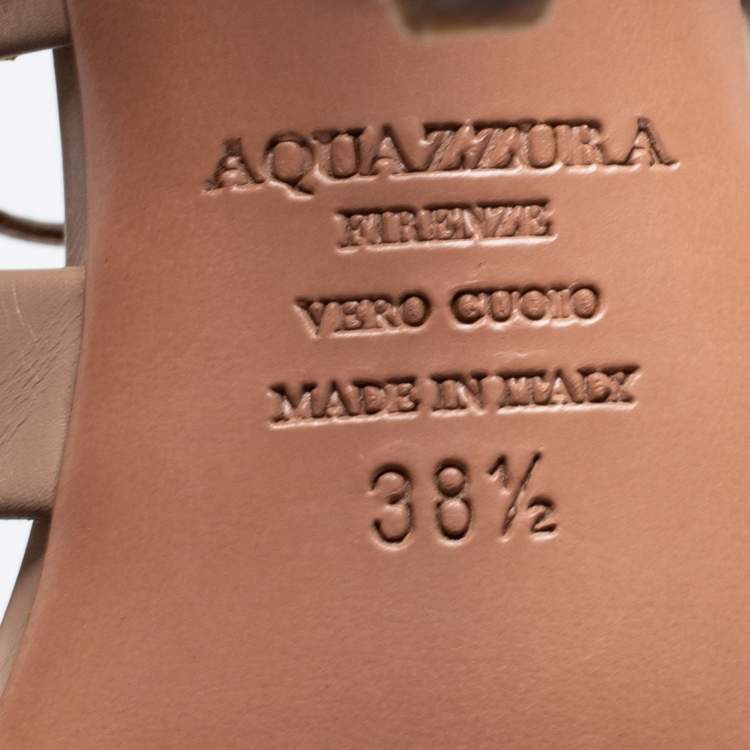 AQUAZZURA
FIRENZE
VERO CUOIO
MADE IN ITALY
38½